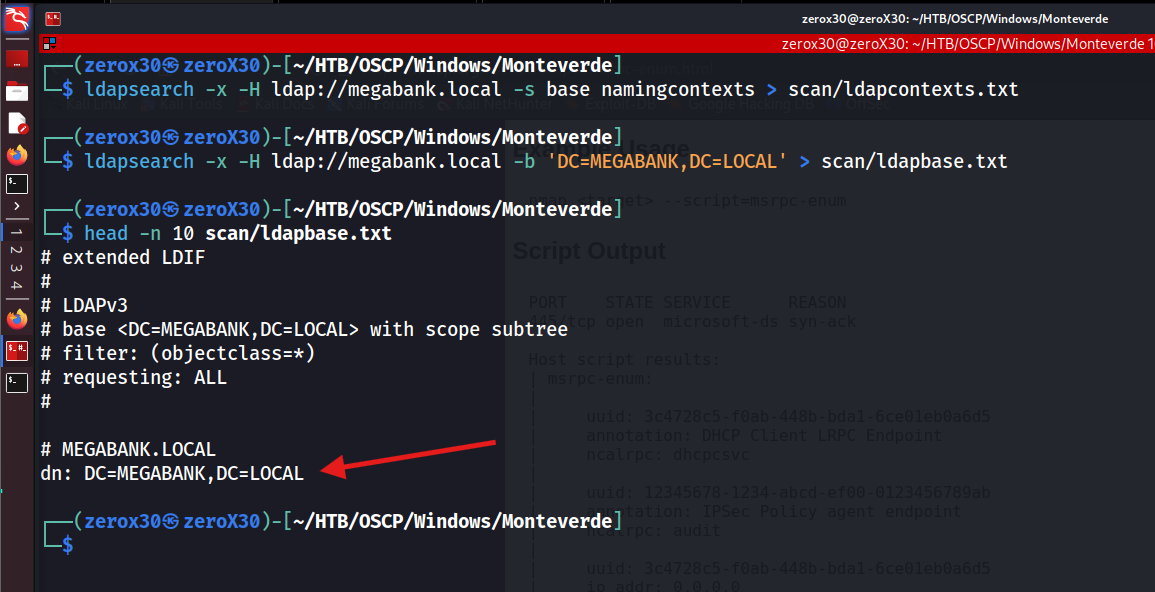 zerox30@zeroX30: ~/HTB/OSCP/Windows/Monteverde
zerox30@zeroX30: ~/HTB/OSCP/Windows/Monteverde 1
┌──(zerox30㉿zeroX30)-[~/HTB/OSCP/Windows/Monteverde]
└─$ ldapsearch -x -H ldap://megabank.local -s base namingcontexts > scan/ldapcontexts.txt
Kali Linux Kali Tools Kali Docs Kali Forums Kali NetHunter Exploit-DB Google Hacking DB
┌──(zerox30㉿zeroX30)-[~/HTB/OSCP/Windows/Monteverde]
Example Usage
└─$ ldapsearch -x -H ldap://megabank.local -b 'DC=MEGABANK,DC=LOCAL' > scan/ldapbase.txt
nmap <target> --script=msrpc-enum
┌──(zerox30㉿zeroX30)-[~/HTB/OSCP/Windows/Monteverde]
└─$ head -n 10 scan/ldapbase.txt
# extended LDIF
#
# LDAPv3
# base <DC=MEGABANK,DC=LOCAL> with scope subtree
# filter: (objectclass=*)
# requesting: ALL
#
# MEGABANK.LOCAL
dn: DC=MEGABANK,DC=LOCAL
┌──(zerox30㉿zeroX30)-[~/HTB/OSCP/Windows/Monteverde]
└─$
Script Output
PORT STATE SERVICE REASON
445/tcp open microsoft-ds syn-ack
Host script results:
| msrpc-enum:
|
| uuid: 3c4728c5-f0ab-448b-bda1-6ce01eb0a6d5
| annotation: DHCP Client LRPC Endpoint
| ncalrpc: dhcpcsvc
|
| uuid: 12345678-1234-abcd-ef00-0123456789ab
| annotation: IPSec Policy agent endpoint
| ncalrpc: audit
|
| uuid: 3c4728c5-f0ab-448b-bda1-6ce01eb0a6d5
| ip_addr: 0.0.0.0
1
2
3
4